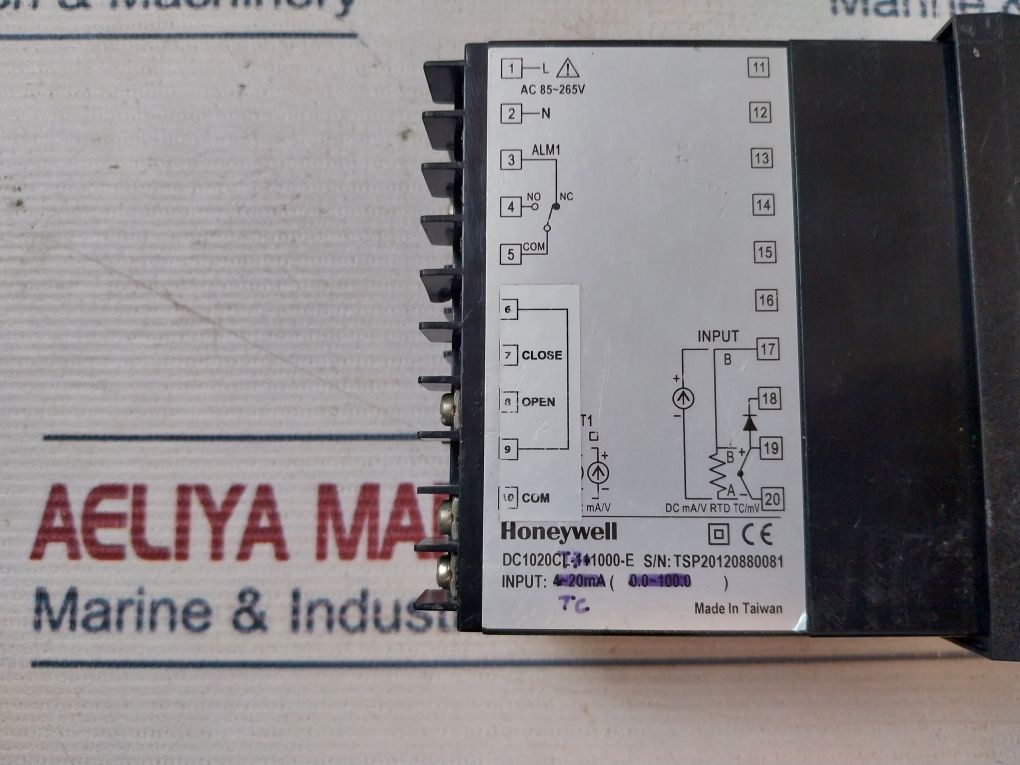 & Machinery
Marine &
1 L
AC 85~265V
2 N
3 ALM1
4 NO NC
5 COM
6
7 CLOSE
8 OPEN
9
10 COM
11
12
13
14
15
16
INPUT
17
B
18
19
B +
20
A −
+
−
T1
+
mA/V
DC mA/V RTD TC/mV
Honeywell
CE
1000-E S/N: TSP20120880081
INPUT: 4~20mA ( 0.0~100.0 )
TC
Made In Taiwan
AELIYA MA
Marine & Indust